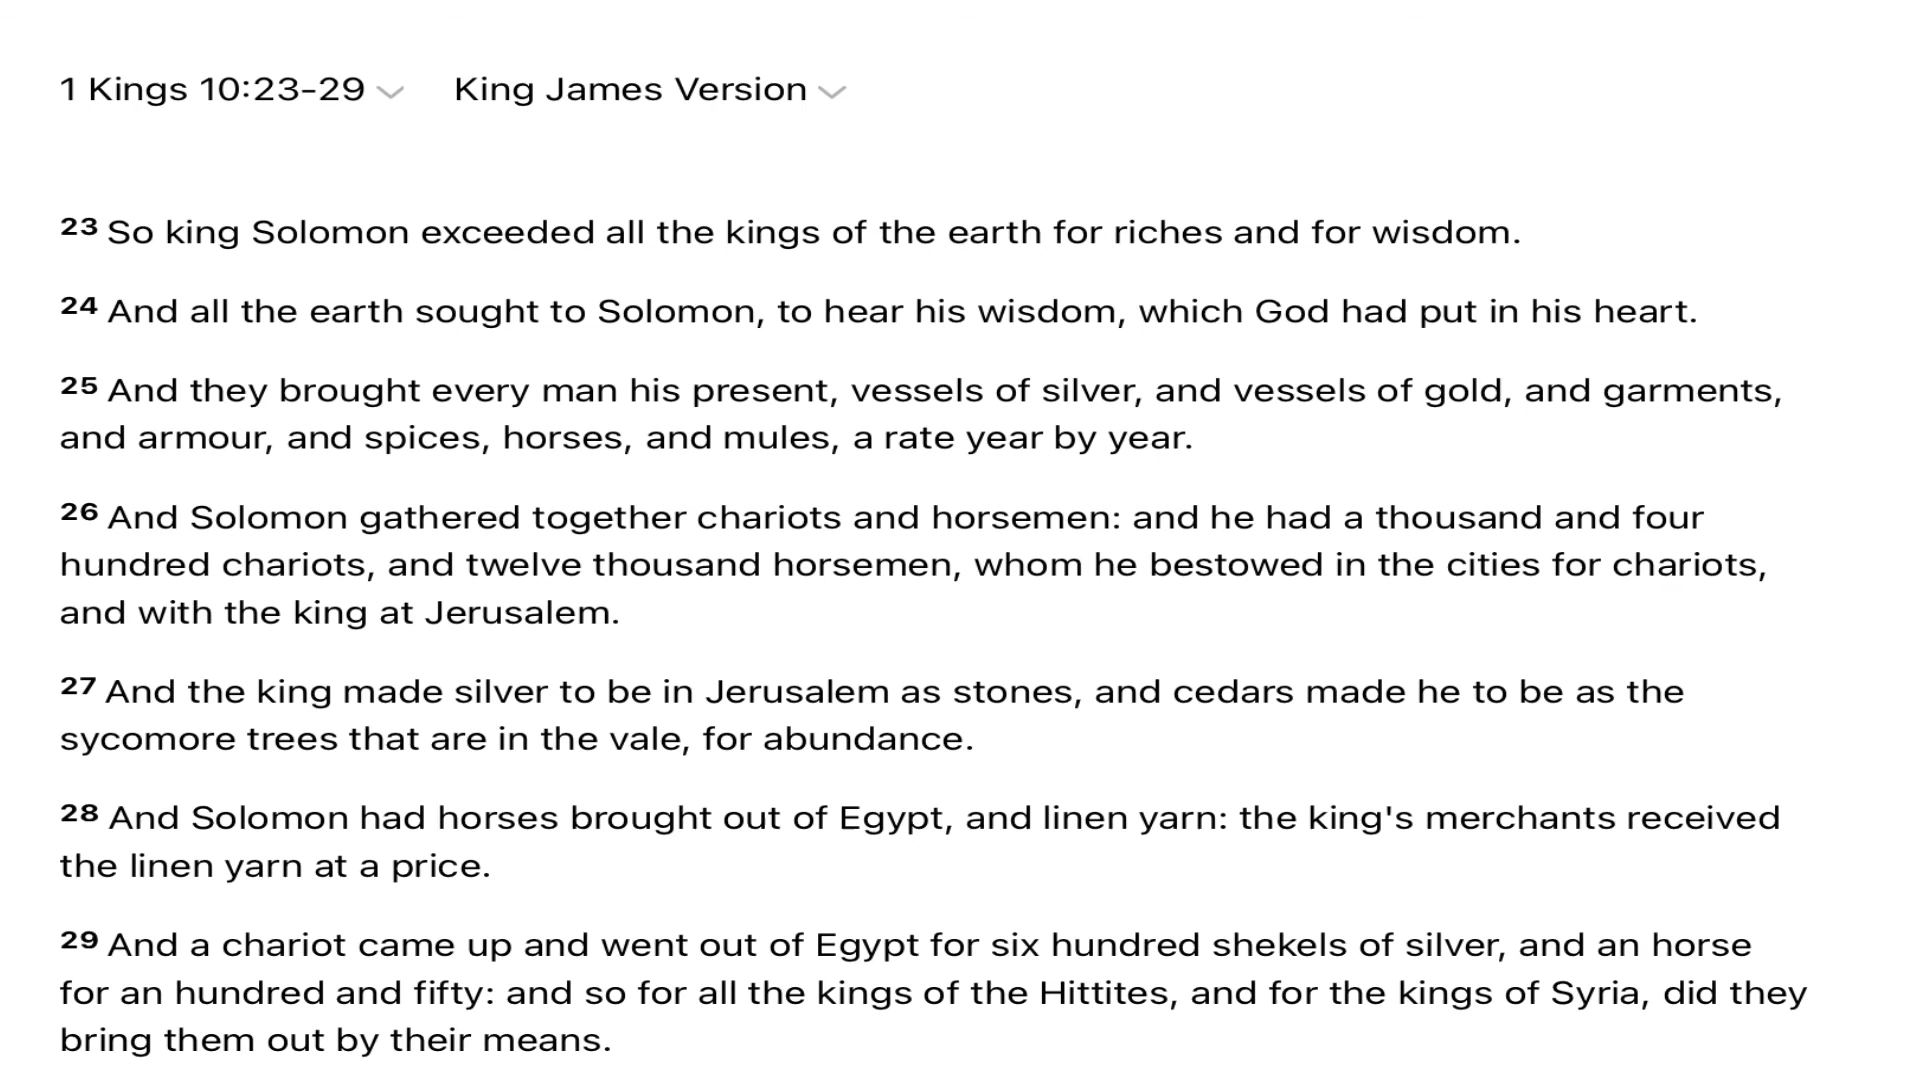 1 Kings 10:23-29 King James Version
23 So king Solomon exceeded all the kings of the earth for riches and for wisdom.
24 And all the earth sought to Solomon, to hear his wisdom, which God had put in his heart.
25 And they brought every man his present, vessels of silver, and vessels of gold, and garments,
and armour, and spices, horses, and mules, a rate year by year.
26 And Solomon gathered together chariots and horsemen: and he had a thousand and four
hundred chariots, and twelve thousand horsemen, whom he bestowed in the cities for chariots,
and with the king at Jerusalem.
27 And the king made silver to be in Jerusalem as stones, and cedars made he to be as the
sycomore trees that are in the vale, for abundance.
28 And Solomon had horses brought out of Egypt, and linen yarn: the king's merchants received
the linen yarn at a price.
29 And a chariot came up and went out of Egypt for six hundred shekels of silver, and an horse
for an hundred and fifty: and so for all the kings of the Hittites, and for the kings of Syria, did they
bring them out by their means.